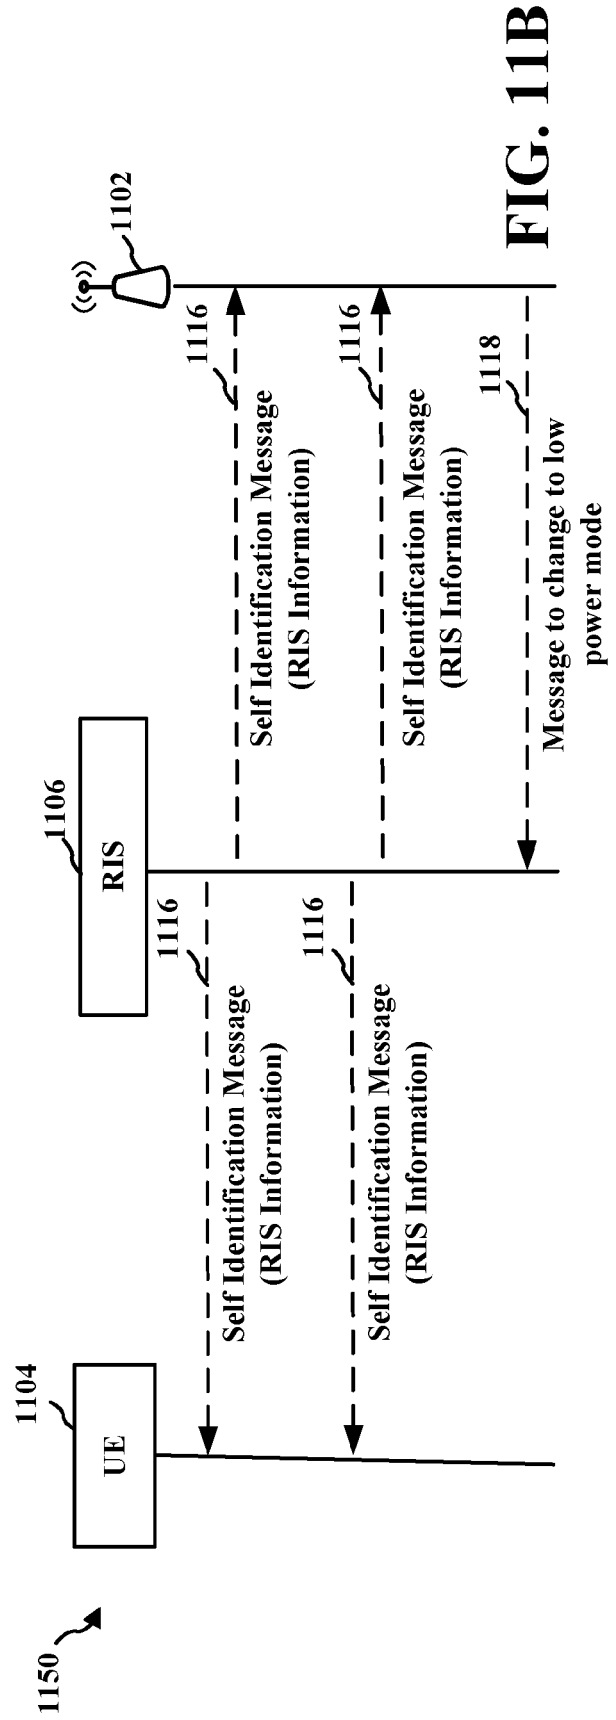 1150
1104
UE
1106
RIS
1102
1116
Self Identification Message
(RIS Information)
1116
Self Identification Message
(RIS Information)
1116
Self Identification Message
(RIS Information)
1116
Self Identification Message
(RIS Information)
1118
Message to change to low
power mode
FIG. 11B